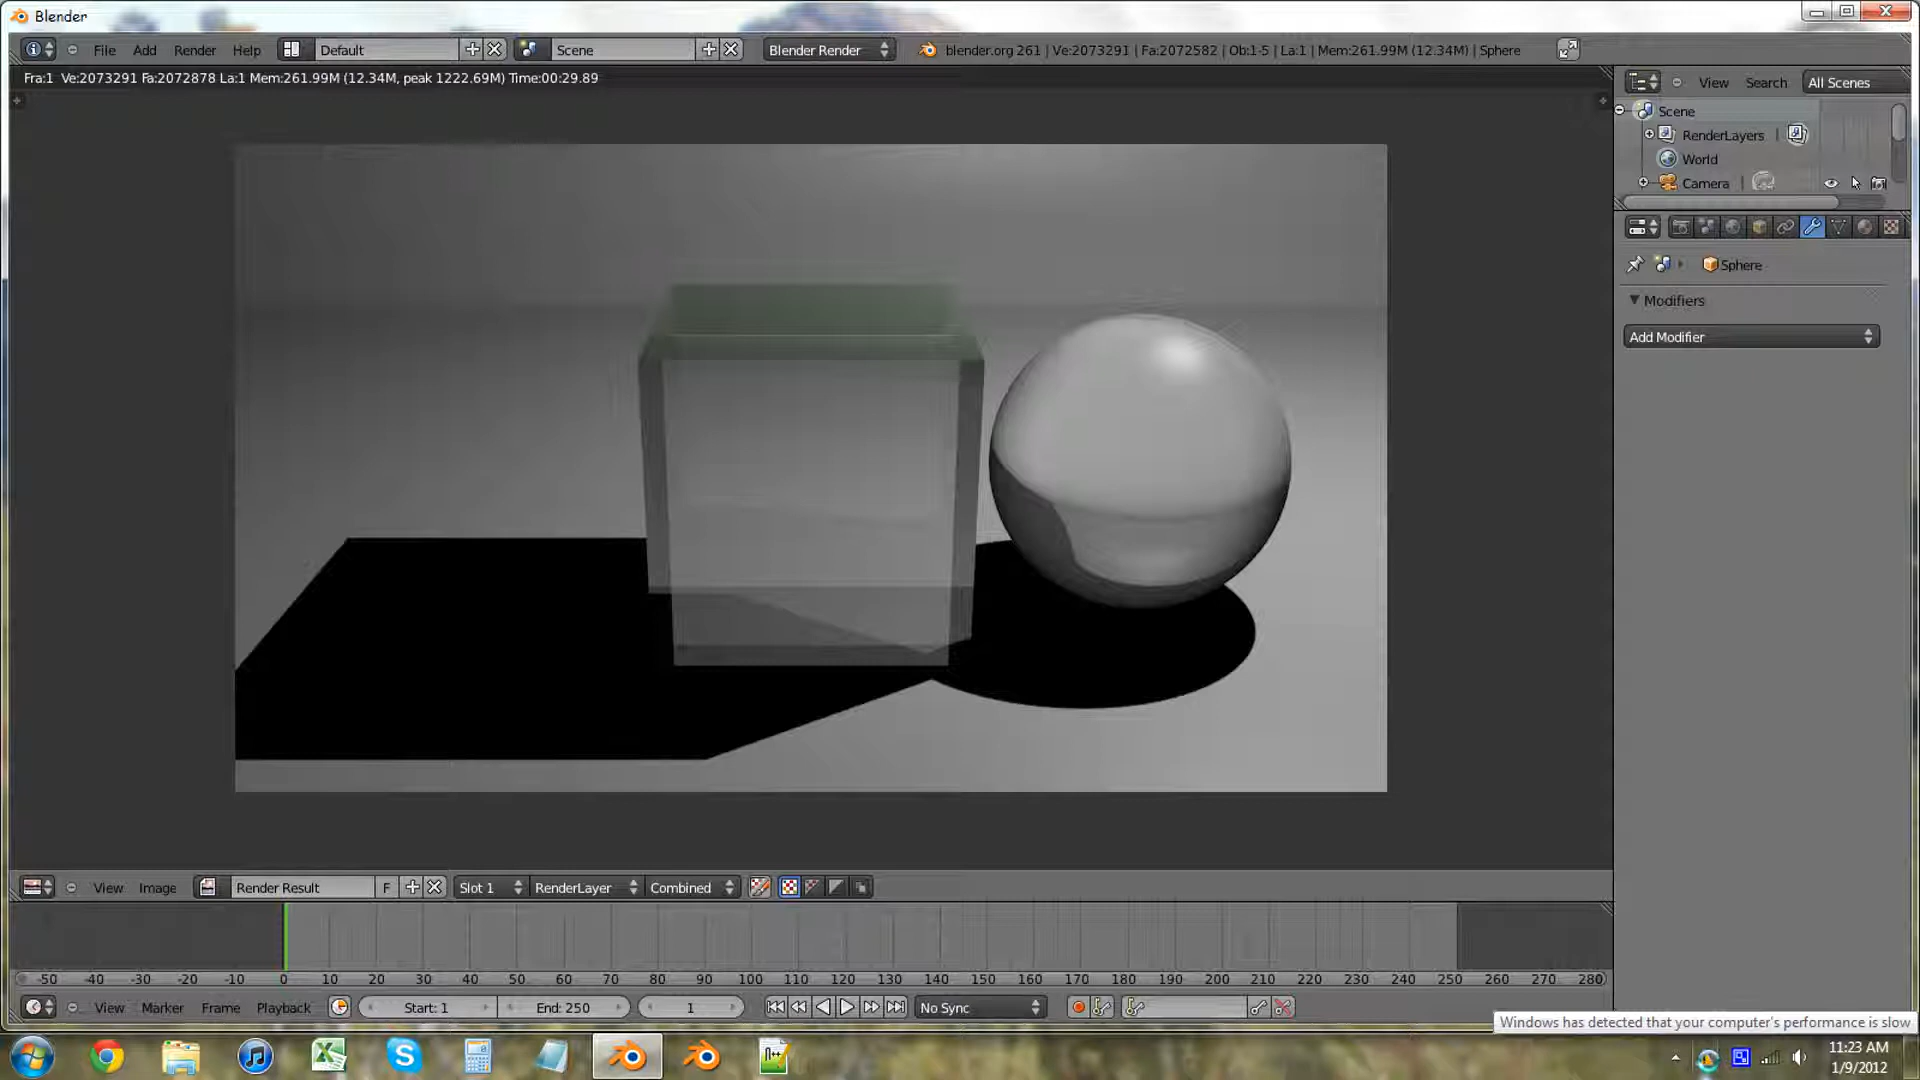 Blender
File Add Render Help Default Scene Blender Render blender.org 261 | Ve:2073291 | Fa:2072582 | Ob:1-5 | La:1 | Mem:261.99M (12.34M) | Sphere
Fra:1 Ve:2073291 Fa:2072878 La:1 Mem:261.99M (12.34M, peak 1222.69M) Time:00:29.89
View Search All Scenes
Scene
RenderLayers |
World
Camera |
Sphere
Modifiers
Add Modifier
View Image Render Result F Slot 1 RenderLayer Combined
-50 -40 -30 -20 -10 0 10 20 30 40 50 60 70 80 90 100 110 120 130 140 150 160 170 180 190 200 210 220 230 240 250 260 270 280
View Marker Frame Playback Start: 1 End: 250 1 No Sync
Windows has detected that your computer's performance is slow
11:23 AM
1/9/2012